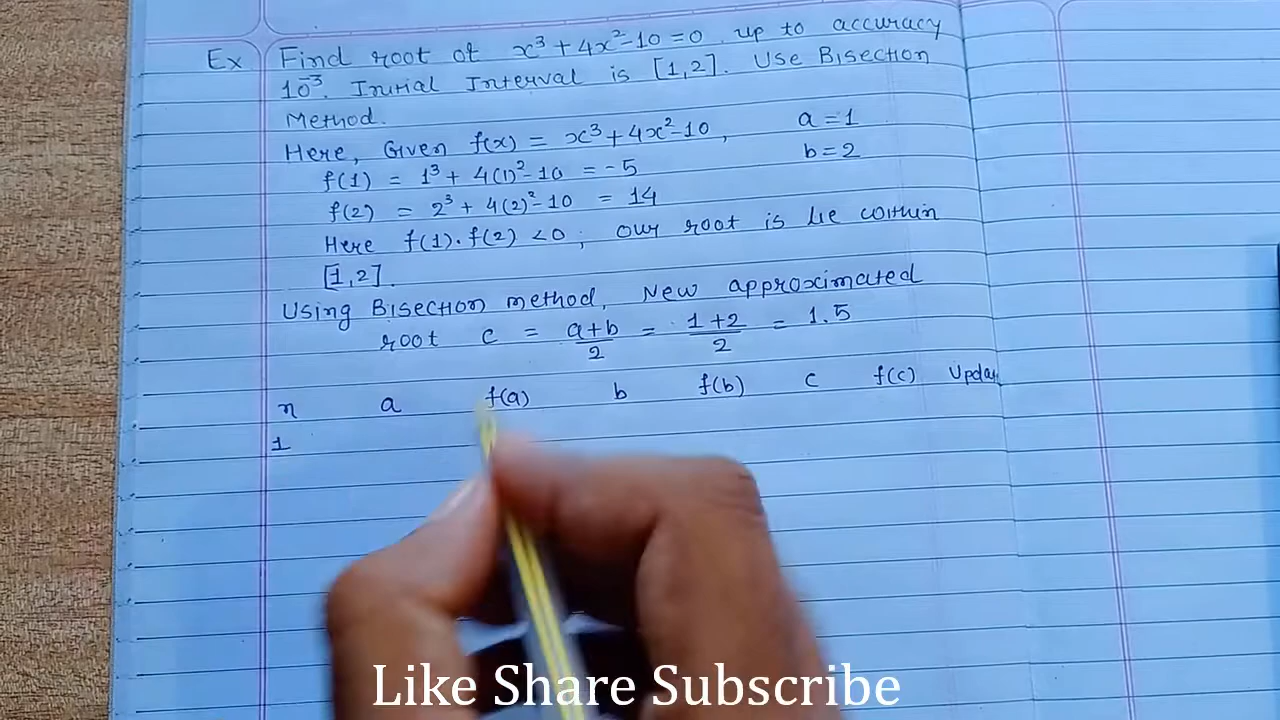 Ex Find root of x³ + 4x² - 10 = 0 up to accuracy
10⁻³. Initial Interval is [1,2]. Use Bisection
Method.
Here, Given f(x) = x³ + 4x² - 10, a = 1
f(1) = 1³ + 4(1)² - 10 = -5 b = 2
f(2) = 2³ + 4(2)² - 10 = 14
Here f(1).f(2) < 0; our root is lie within
[1,2].
Using Bisection method, New approximated
root c = a+b/2 = 1+2/2 = 1.5
n a f(a) b f(b) c f(c)
1
Like Share Subscribe